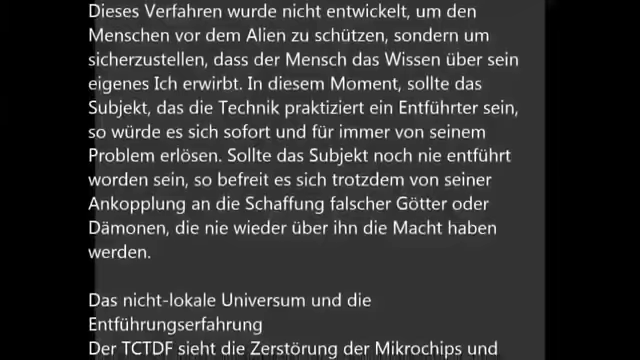 Dieses Verfahren wurde nicht entwickelt, um den
Menschen vor dem Alien zu schützen, sondern um
sicherzustellen, dass der Mensch das Wissen über sein
eigenes Ich erwirbt. In diesem Moment, sollte das
Subjekt, das die Technik praktiziert ein Entführter sein,
so würde es sich sofort und für immer von seinem
Problem erlösen. Sollte das Subjekt noch nie entführt
worden sein, so befreit es sich trotzdem von seiner
Ankopplung an die Schaffung falscher Götter oder
Dämonen, die nie wieder über ihn die Macht haben
werden.
Das nicht-lokale Universum und die
Entführungserfahrung
Der TCTDF sieht die Zerstörung der Mikrochips und